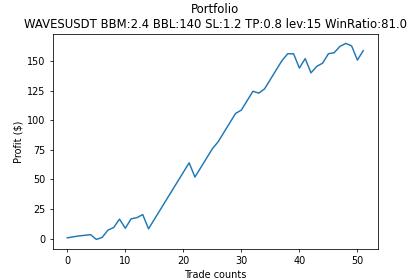 Portfolio
WAVESUSDT BBM:2.4 BBL:140 SL:1.2 TP:0.8 lev:15 WinRatio:81.0
Profit ($)
150
125
100
75
50
25
0
0 10 20 30 40 50
Trade counts